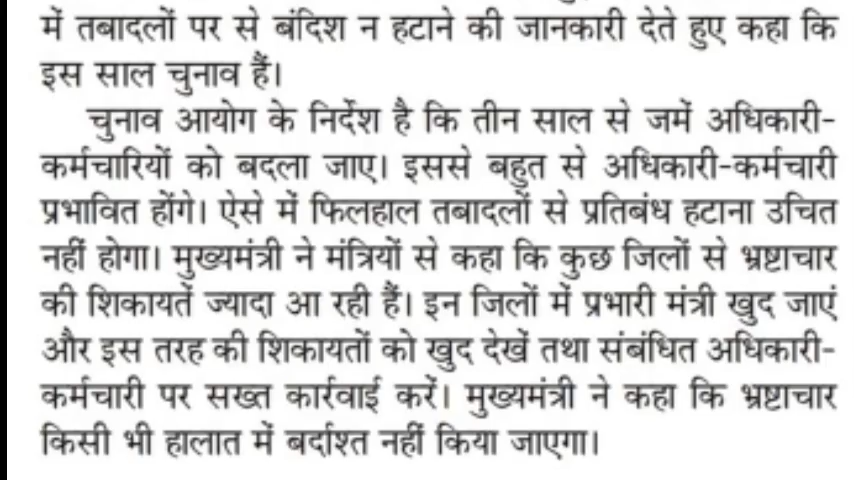 में तबादलों पर से बंदिश न हटाने की जानकारी देते हुए कहा कि
इस साल चुनाव हैं।
चुनाव आयोग के निर्देश है कि तीन साल से जमें अधिकारी-
कर्मचारियों को बदला जाए। इससे बहुत से अधिकारी-कर्मचारी
प्रभावित होंगे। ऐसे में फिलहाल तबादलों से प्रतिबंध हटाना उचित
नहीं होगा। मुख्यमंत्री ने मंत्रियों से कहा कि कुछ जिलों से भ्रष्टाचार
की शिकायतें ज्यादा आ रही हैं। इन जिलों में प्रभारी मंत्री खुद जाएं
और इस तरह की शिकायतों को खुद देखें तथा संबंधित अधिकारी-
कर्मचारी पर सख्त कार्रवाई करें। मुख्यमंत्री ने कहा कि भ्रष्टाचार
किसी भी हालात में बर्दाश्त नहीं किया जाएगा।